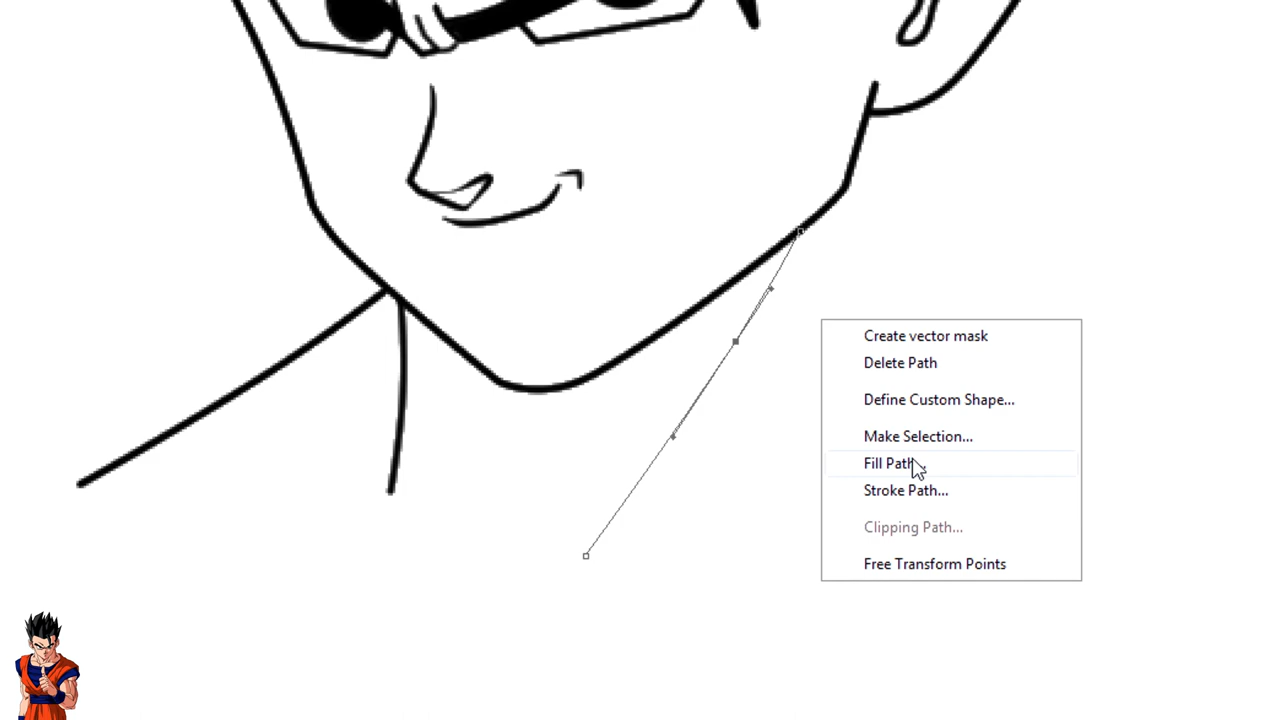 Create vector mask
Delete Path
Define Custom Shape...
Make Selection...
Fill Path
Stroke Path...
Clipping Path...
Free Transform Points